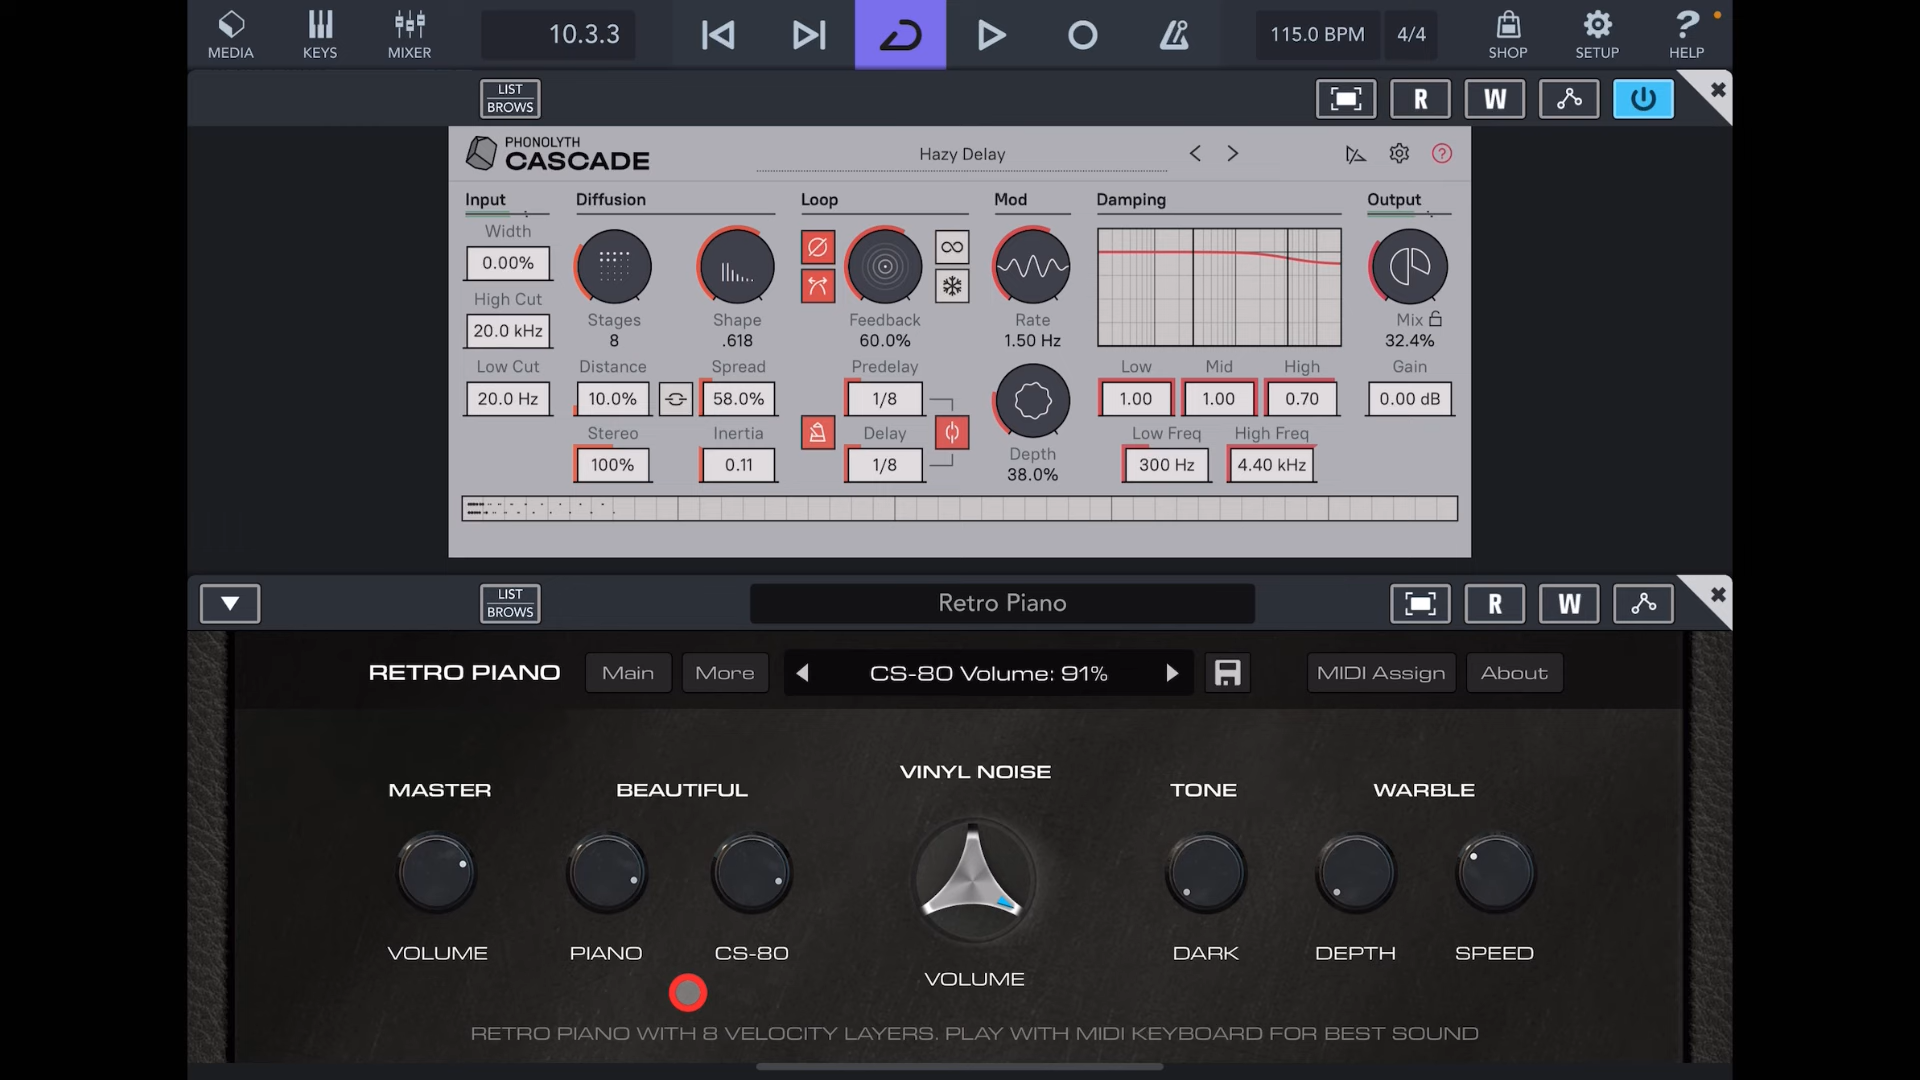 MEDIA KEYS MIXER 10.3.3 115.0 BPM 4/4 SHOP SETUP ? HELP
LIST BROWS R W
PHONOLYTH
CASCADE
Hazy Delay ?
Input Diffusion Loop Mod Damping Output
Width
0.00%
High Cut
20.0 kHz
Low Cut
20.0 Hz
Stages Shape
8 .618
Distance Spread
10.0% 58.0%
Stereo Inertia
100% 0.11
Feedback
60.0%
Predelay
1/8
Delay
1/8
Rate
1.50 Hz
Depth
38.0%
Low Mid High
1.00 1.00 0.70
Low Freq High Freq
300 Hz 4.40 kHz
Mix
32.4%
Gain
0.00 dB
LIST BROWS Retro Piano R W
RETRO PIANO Main More CS-80 Volume: 91% MIDI Assign About
MASTER BEAUTIFUL VINYL NOISE TONE WARBLE
VOLUME PIANO CS-80 VOLUME DARK DEPTH SPEED
RETRO PIANO WITH 8 VELOCITY LAYERS. PLAY WITH MIDI KEYBOARD FOR BEST SOUND